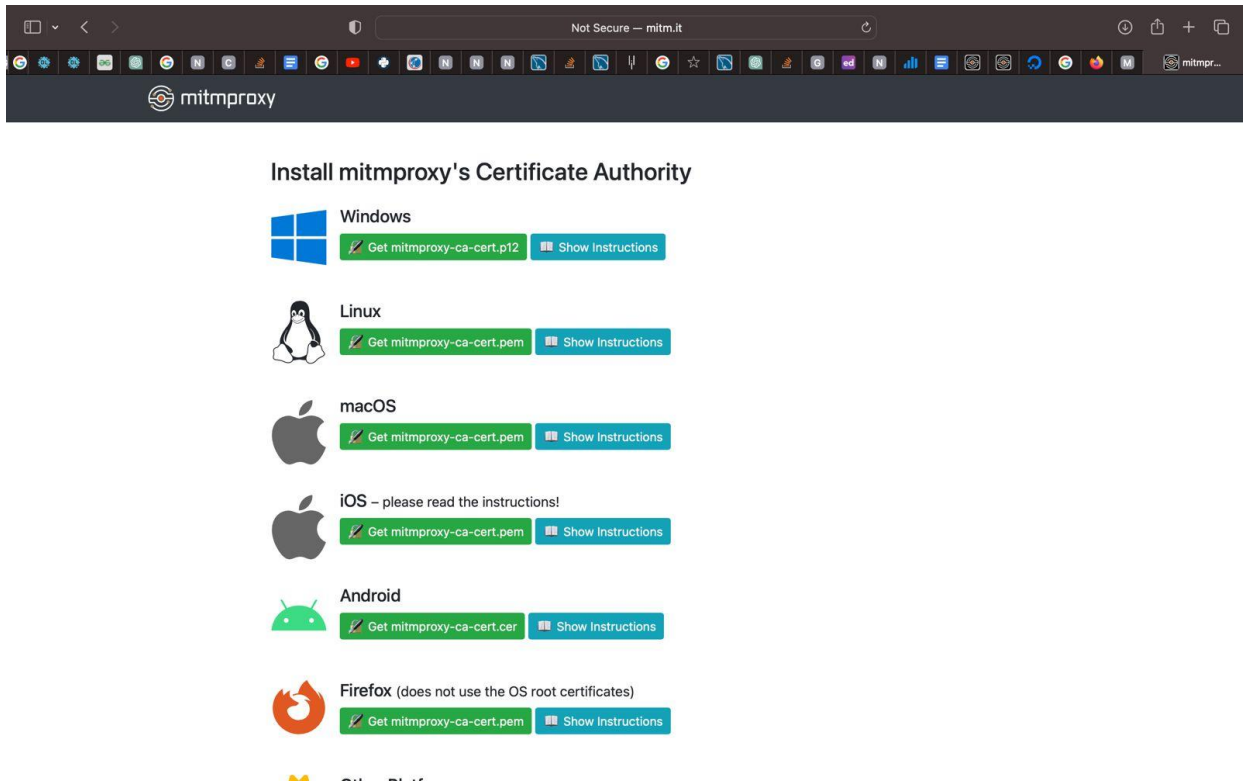 Not Secure — mitm.it
mitmpr...
mitmproxy
Install mitmproxy's Certificate Authority
Windows
Get mitmproxy-ca-cert.p12 Show Instructions
Linux
Get mitmproxy-ca-cert.pem Show Instructions
macOS
Get mitmproxy-ca-cert.pem Show Instructions
iOS – please read the instructions!
Get mitmproxy-ca-cert.pem Show Instructions
Android
Get mitmproxy-ca-cert.cer Show Instructions
Firefox (does not use the OS root certificates)
Get mitmproxy-ca-cert.pem Show Instructions